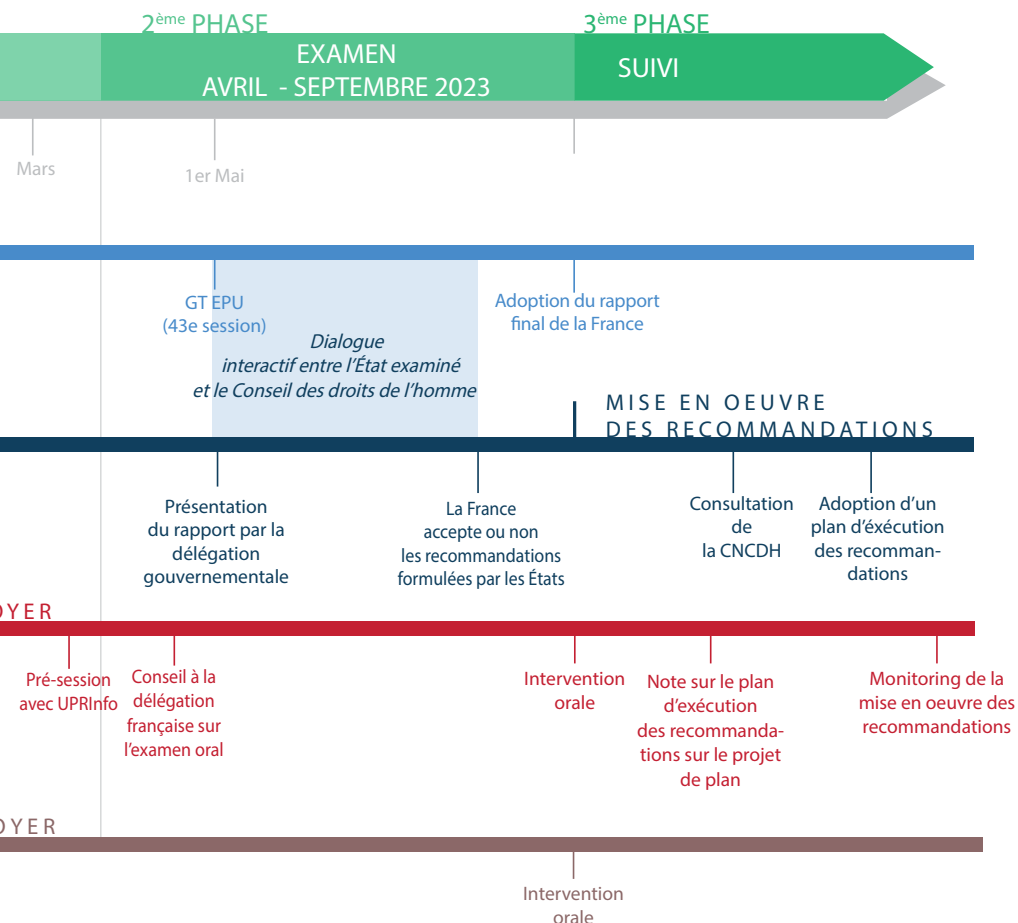 2ème PHASE
3ème PHASE
EXAMEN
AVRIL - SEPTEMBRE 2023
SUIVI
Mars
1er Mai
GT EPU
(43e session)
Adoption du rapport
final de la France
Dialogue
interactif entre l'État examiné
et le Conseil des droits de l'homme
MISE EN OEUVRE
DES RECOMMANDATIONS
Présentation
du rapport par la
délégation
gouvernementale
La France
accepte ou non
les recommandations
formulées par les États
Consultation
de
la CNCDH
Adoption d'un
plan d'éxécution
des recomman-
dations
OYER
Pré-session
avec UPRInfo
Conseil à la
délégation
française sur
l'examen oral
Intervention
orale
Note sur le plan
d'exécution
des recommanda-
tions sur le projet
de plan
Monitoring de la
mise en oeuvre des
recommandations
OYER
Intervention
orale